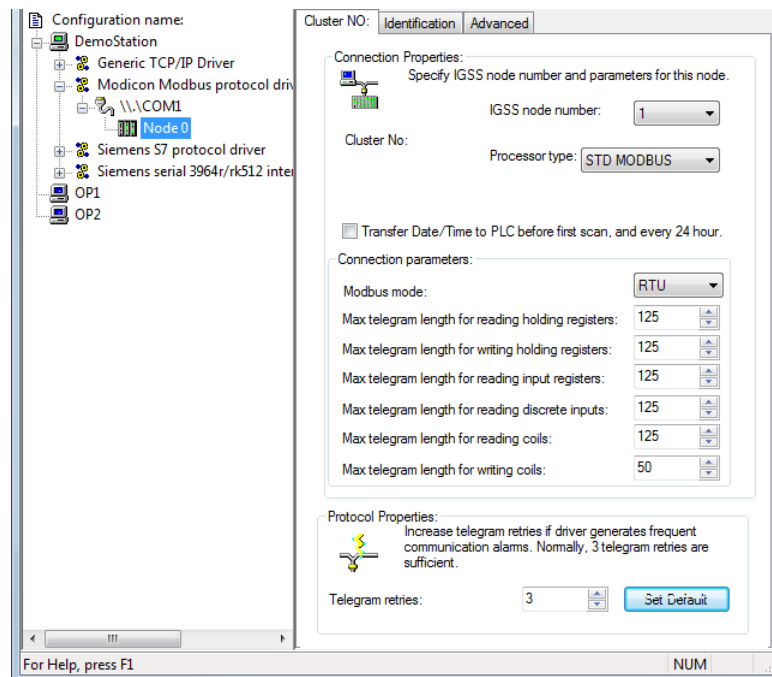 Configuration name:
DemoStation
Generic TCP/IP Driver
Modicon Modbus protocol driv
\\.\COM1
Node 0
Siemens S7 protocol driver
Siemens serial 3964r/rk512 inter
OP1
OP2
Cluster NO: Identification Advanced
Connection Properties:
Specify IGSS node number and parameters for this node.
IGSS node number: 1
Cluster No:
Processor type: STD MODBUS
Transfer Date/Time to PLC before first scan, and every 24 hour.
Connection parameters:
Modbus mode: RTU
Max telegram length for reading holding registers: 125
Max telegram length for writing holding registers: 125
Max telegram length for reading input registers: 125
Max telegram length for reading discrete inputs: 125
Max telegram length for reading coils: 125
Max telegram length for writing coils: 50
Protocol Properties:
Increase telegram retries if driver generates frequent
communication alarms. Normally, 3 telegram retries are
sufficient.
Telegram retries: 3 Set Default
For Help, press F1 NUM